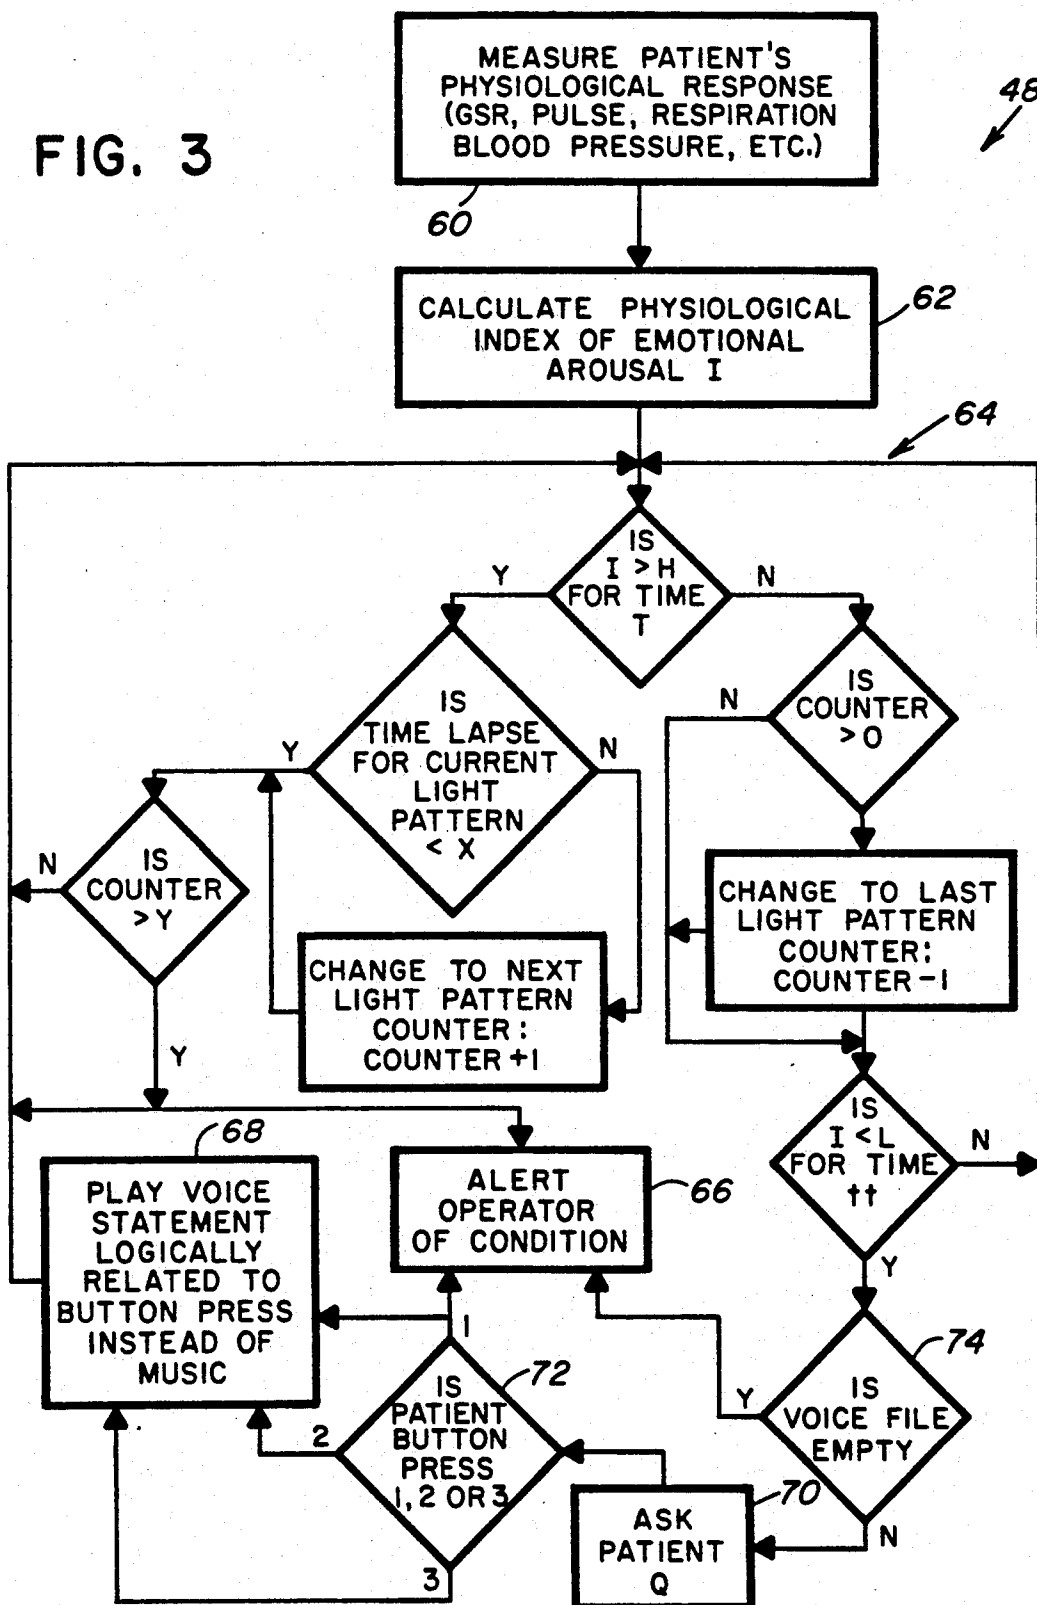 FIG. 3
MEASURE PATIENT'S
PHYSIOLOGICAL RESPONSE
(GSR, PULSE, RESPIRATION
BLOOD PRESSURE, ETC.)
48
60
CALCULATE PHYSIOLOGICAL
INDEX OF EMOTIONAL
AROUSAL I
62
64
IS
I > H
FOR TIME
T
Y
N
IS
TIME LAPSE
FOR CURRENT
LIGHT
PATTERN
< X
Y
N
IS
COUNTER
> O
N
IS
COUNTER
> Y
N
Y
CHANGE TO NEXT
LIGHT PATTERN
COUNTER :
COUNTER +1
CHANGE TO LAST
LIGHT PATTERN
COUNTER:
COUNTER -1
IS
I < L
FOR TIME
tt
N
Y
68
PLAY VOICE
STATEMENT
LOGICALLY
RELATED TO
BUTTON PRESS
INSTEAD OF
MUSIC
ALERT
OPERATOR
OF CONDITION
66
1
72
IS
PATIENT
BUTTON
PRESS
1, 2 OR 3
2
3
74
IS
VOICE FILE
EMPTY
Y
N
70
ASK
PATIENT
Q